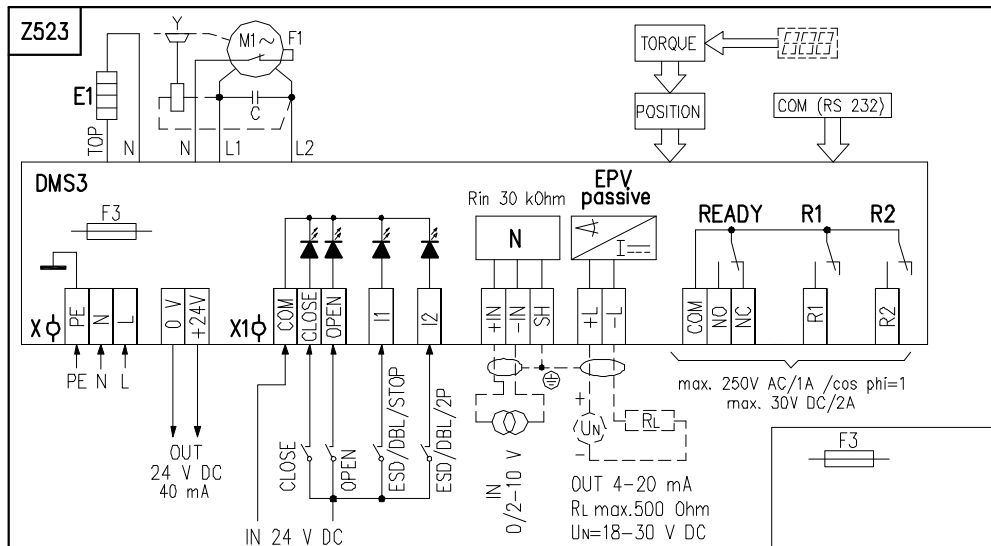 Z523
Y
M1 ~
F1
TORQUE
E1
C
POSITION
COM (RS 232)
TOP
N
N
L1
L2
DMS3
F3
Rin 30 kOhm
N
EPV
passive
I
READY
R1
R2
X
PE
N
L
0 V
+24V
X1
COM
CLOSE
OPEN
I1
I2
+IN
-IN
SH
+L
-L
COM
NO
NC
R1
R2
PE N L
OUT
24 V DC
40 mA
CLOSE
OPEN
ESD/DBL/STOP
ESD/DBL/2P
IN 24 V DC
IN
0/2-10 V
+
UN
-
RL
OUT 4-20 mA
RL max.500 Ohm
UN=18-30 V DC
max. 250V AC/1A /cos phi=1
max. 30V DC/2A
F3